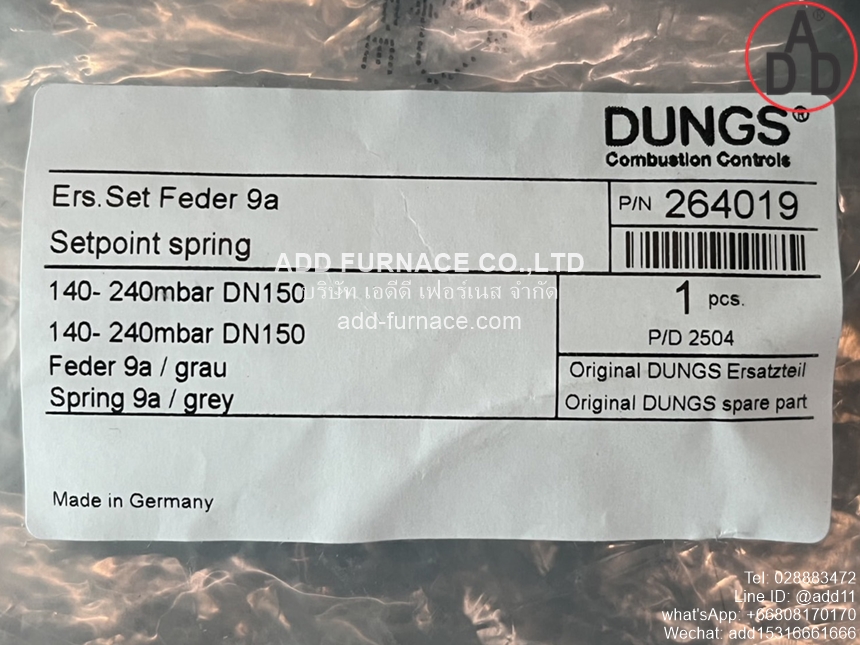 ADD
DUNGS®
Combustion Controls
Ers.Set Feder 9a
P/N 264019
Setpoint spring
ADD FURNACE CO.,LTD
บริษัท เอดีดี เฟอร์เนส จำกัด
add-furnace.com
140- 240mbar DN150
1 pcs.
140- 240mbar DN150
P/D 2504
Feder 9a / grau
Original DUNGS Ersatzteil
Spring 9a / grey
Original DUNGS spare part
Made in Germany
Tel: 028883472
Line ID: @add11
what'sApp: +66808170170
Wechat: add15316661666